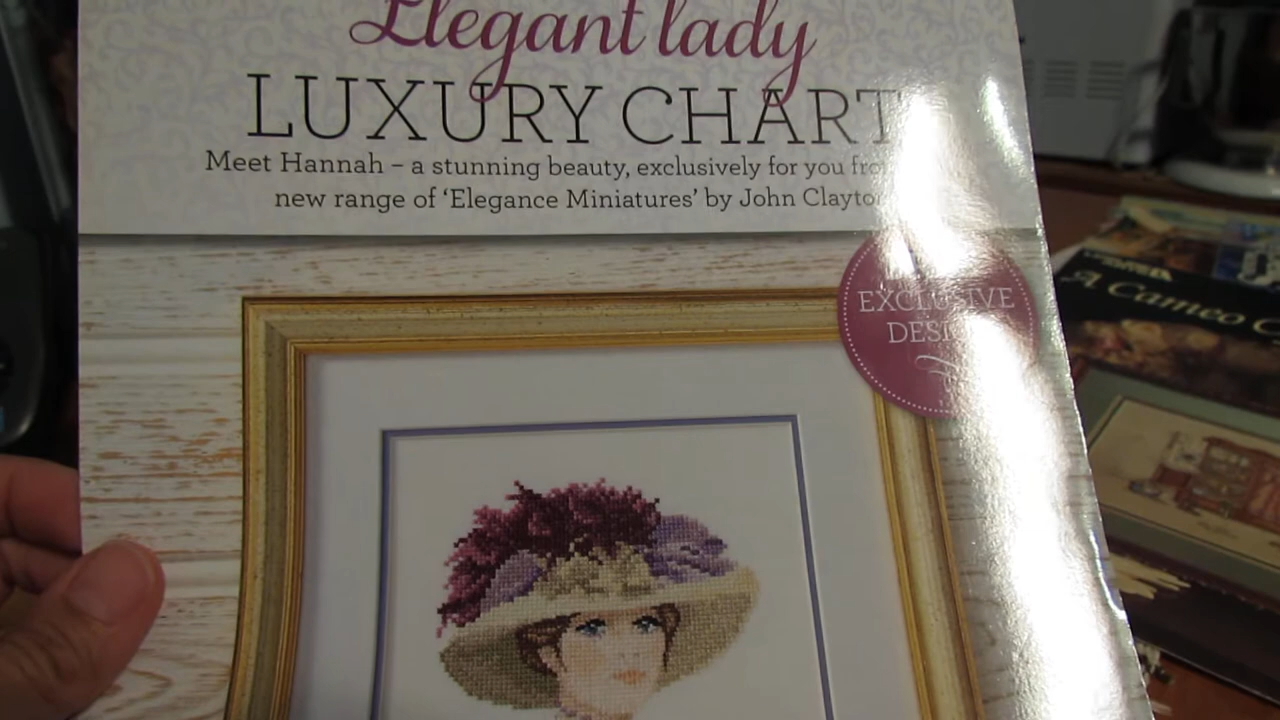 Elegant lady
LUXURY CHART
Meet Hannah – a stunning beauty, exclusively for you
new range of ‘Elegance Miniatures’ by John
EXCLUSIVE
DESIGN
A Cameo